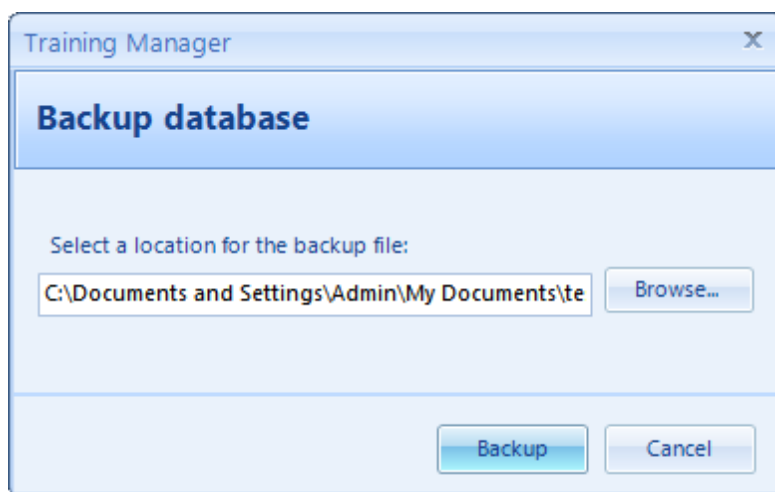 Training Manager
Backup database
Select a location for the backup file:
C:\Documents and Settings\Admin\My Documents\te
Browse...
Backup
Cancel